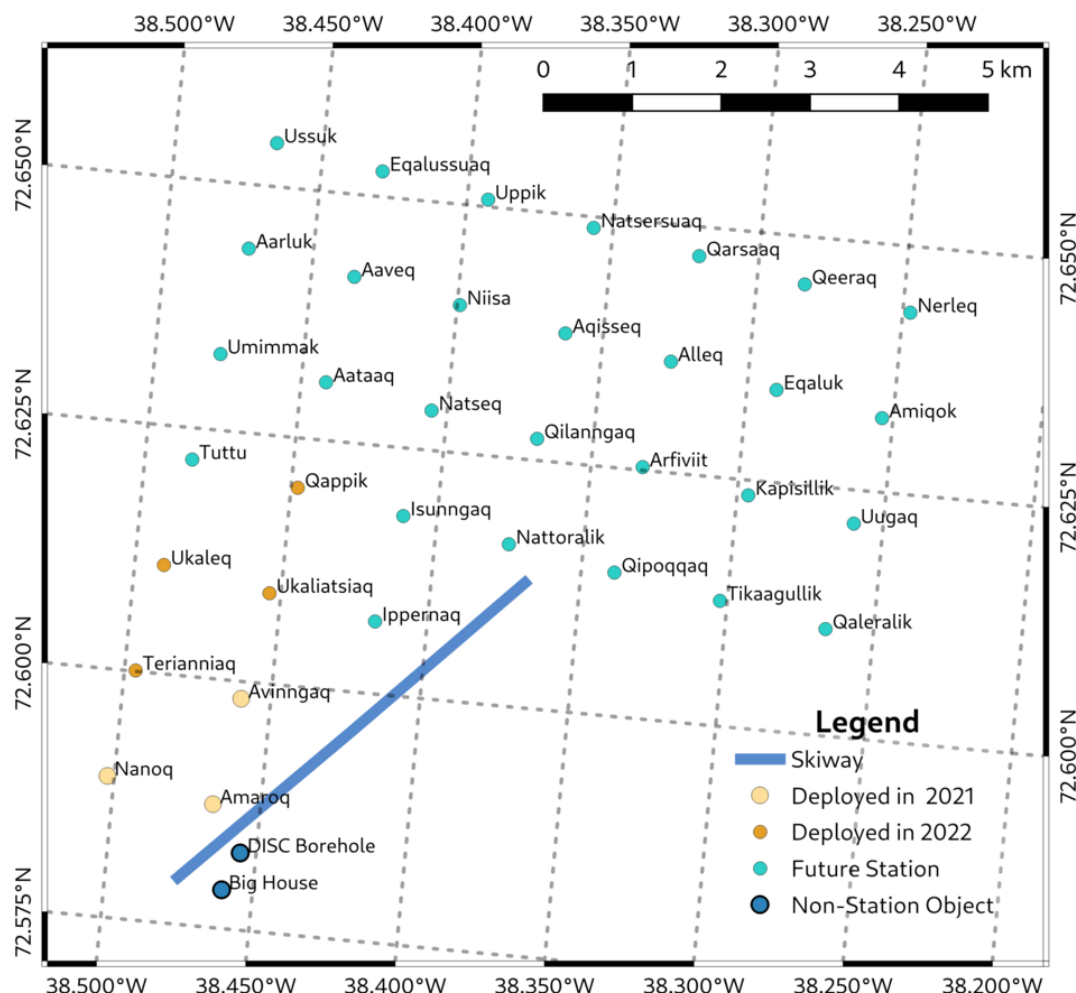 38.500°W 38.450°W 38.400°W 38.350°W 38.300°W 38.250°W
0 1 2 3 4 5 km
72.650°N
72.625°N
72.600°N
72.575°N
72.650°N
72.625°N
72.600°N
Ussuk
Eqalussuaq
Uppik
Natsersuaq
Qarsaaq
Qeeraq
Nerleq
Aarluk
Aaveq
Niisa
Aqisseq
Alleq
Eqaluk
Amiqok
Umimmak
Aataaq
Natseq
Qilanngaq
Arfiviit
Kapisillik
Uugaq
Tuttu
Qappik
Isunngaq
Nattoralik
Qipoqqaq
Tikaagullik
Qaleralik
Ukaleq
Ukaliatsiaq
Ippernaq
Terianniaq
Avinngaq
Nanoq
Amaroq
DISC Borehole
Big House
Legend
Skiway
Deployed in 2021
Deployed in 2022
Future Station
Non-Station Object
38.500°W 38.450°W 38.400°W 38.350°W 38.300°W 38.250°W 38.200°W